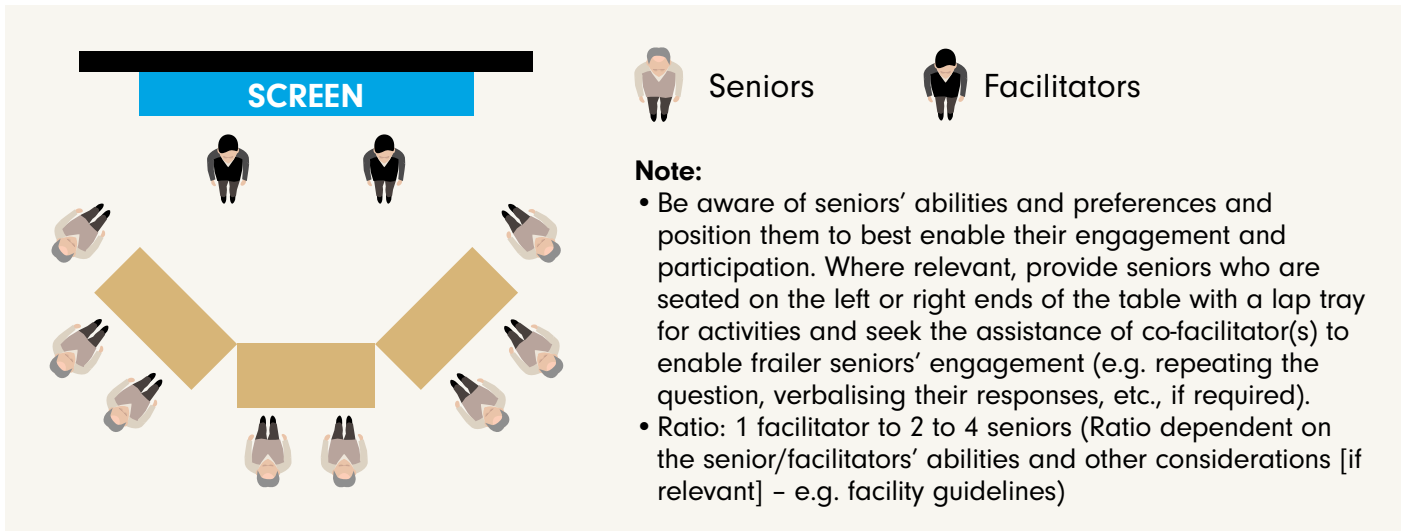 SCREEN
Seniors
Facilitators
Note:
• Be aware of seniors’ abilities and preferences and
position them to best enable their engagement and
participation. Where relevant, provide seniors who are
seated on the left or right ends of the table with a lap tray
for activities and seek the assistance of co-facilitator(s) to
enable frailer seniors’ engagement (e.g. repeating the
question, verbalising their responses, etc., if required).
• Ratio: 1 facilitator to 2 to 4 seniors (Ratio dependent on
the senior/facilitators’ abilities and other considerations [if
relevant] – e.g. facility guidelines)